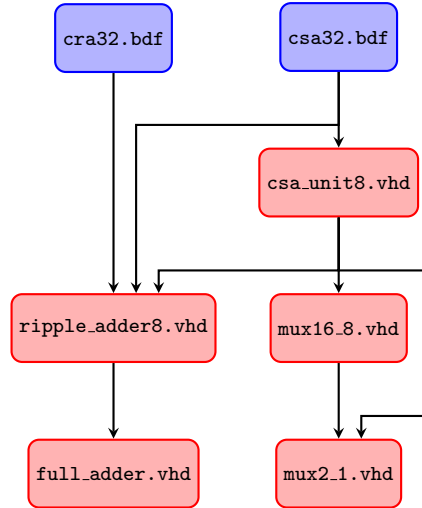 cra32.bdf
csa32.bdf
csa_unit8.vhd
ripple_adder8.vhd
mux16_8.vhd
full_adder.vhd
mux2_1.vhd